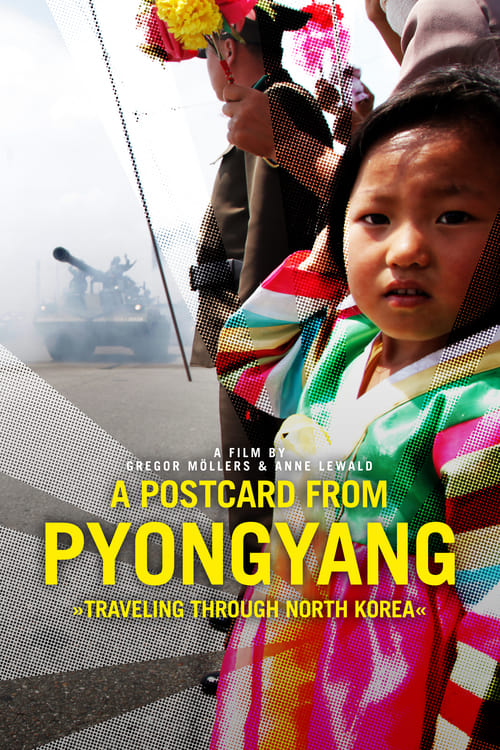 A FILM BY
GREGOR MÖLLERS & ANNE LEWALD
A POSTCARD FROM
PYONGYANG
»TRAVELING THROUGH NORTH KOREA«